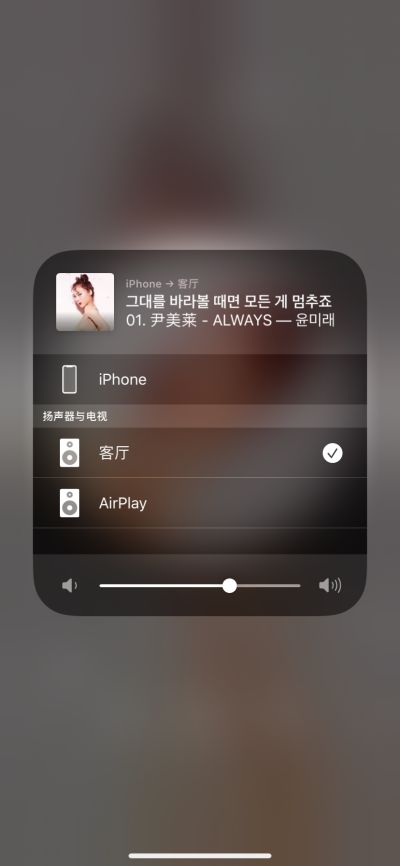 iPhone → 客厅
그대를 바라볼 때면 모든 게 멈추죠
01. 尹美莱 - ALWAYS — 윤미래
iPhone
扬声器与电视
客厅
AirPlay